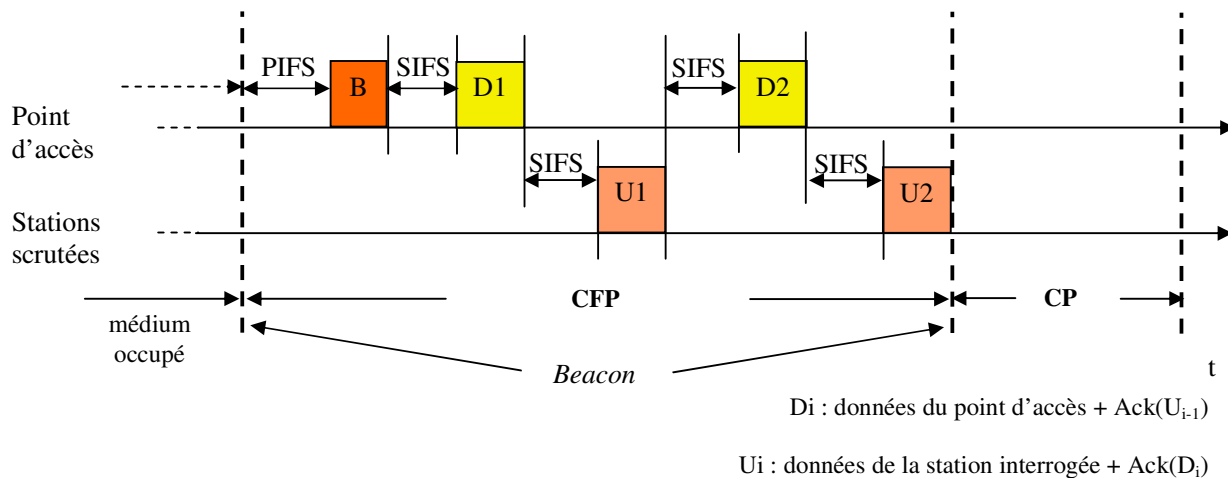 PIFS
B
SIFS
D1
SIFS
D2
Point
d’accès
SIFS
U1
SIFS
U2
Stations
scrutées
CFP
CP
médium
occupé
Beacon
t
Di : données du point d’accès + Ack(Ui-1)
Ui : données de la station interrogée + Ack(Di)